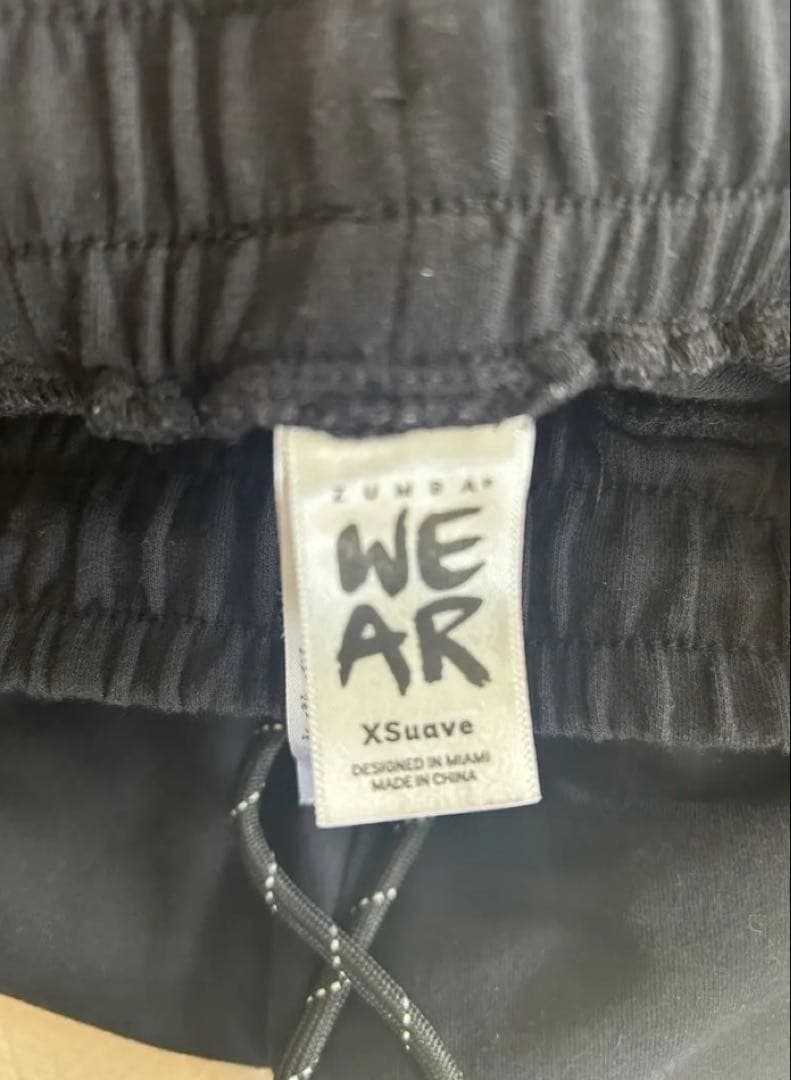 ZUMBA®
WE
AR
XSuave
DESIGNED IN MIAMI
MADE IN CHINA